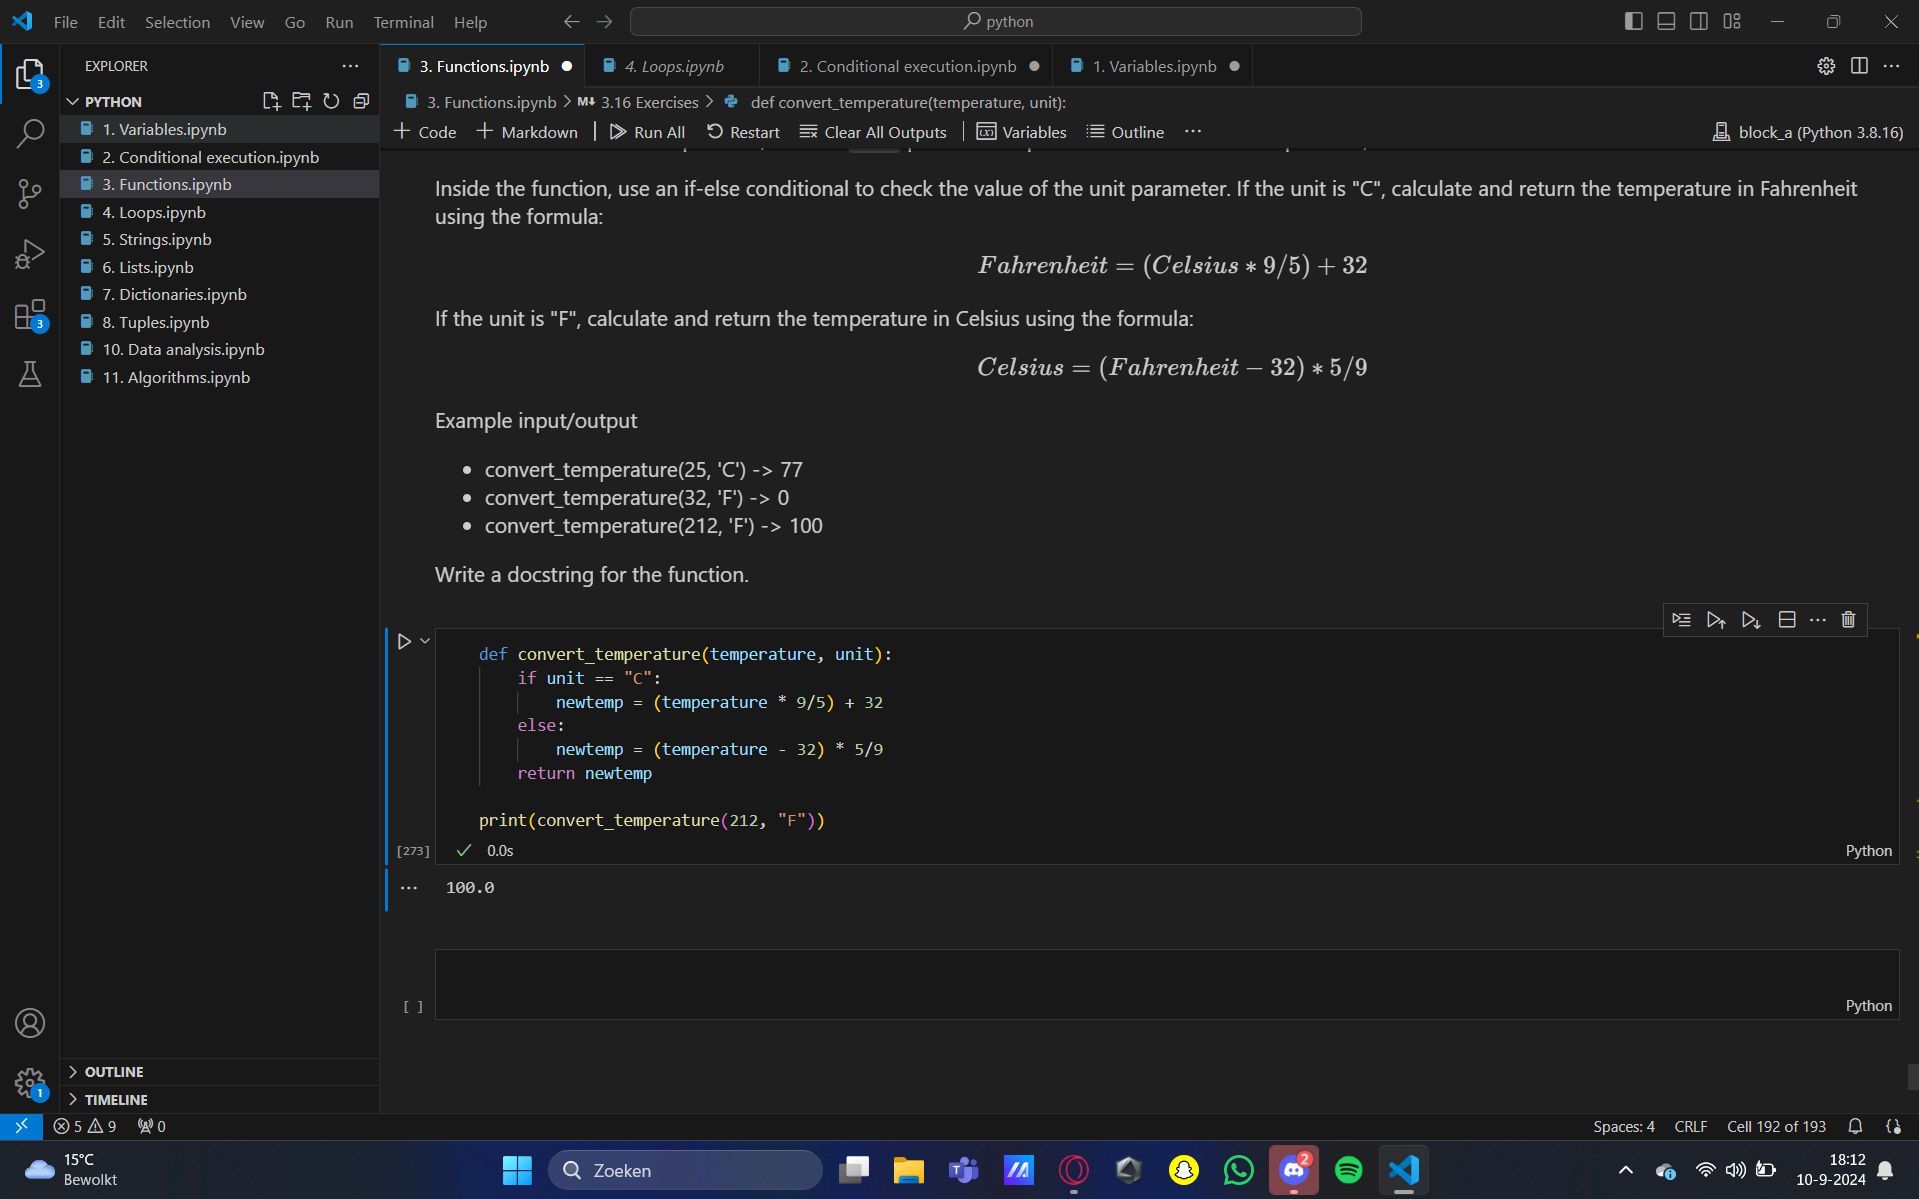 File Edit Selection View Go Run Terminal Help
python
EXPLORER
PYTHON
1. Variables.ipynb
2. Conditional execution.ipynb
3. Functions.ipynb
4. Loops.ipynb
5. Strings.ipynb
6. Lists.ipynb
7. Dictionaries.ipynb
8. Tuples.ipynb
10. Data analysis.ipynb
11. Algorithms.ipynb
OUTLINE
TIMELINE
3. Functions.ipynb 4. Loops.ipynb 2. Conditional execution.ipynb 1. Variables.ipynb
3. Functions.ipynb > M↓ 3.16 Exercises > def convert_temperature(temperature, unit):
+ Code + Markdown | Run All Restart Clear All Outputs | Variables Outline ... block_a (Python 3.8.16)
Inside the function, use an if-else conditional to check the value of the unit parameter. If the unit is "C", calculate and return the temperature in Fahrenheit
using the formula:
Fahrenheit = (Celsius * 9/5) + 32
If the unit is "F", calculate and return the temperature in Celsius using the formula:
Celsius = (Fahrenheit − 32) * 5/9
Example input/output
• convert_temperature(25, 'C') -> 77
• convert_temperature(32, 'F') -> 0
• convert_temperature(212, 'F') -> 100
Write a docstring for the function.
def convert_temperature(temperature, unit):
    if unit == "C":
        newtemp = (temperature * 9/5) + 32
    else:
        newtemp = (temperature - 32) * 5/9
    return newtemp
print(convert_temperature(212, "F"))
[273] 0.0s Python
... 100.0
[ ] Python
3
3
1
5 9 0 Spaces: 4 CRLF Cell 192 of 193
15°C
Bewolkt
Zoeken
2
18:12
10-9-2024